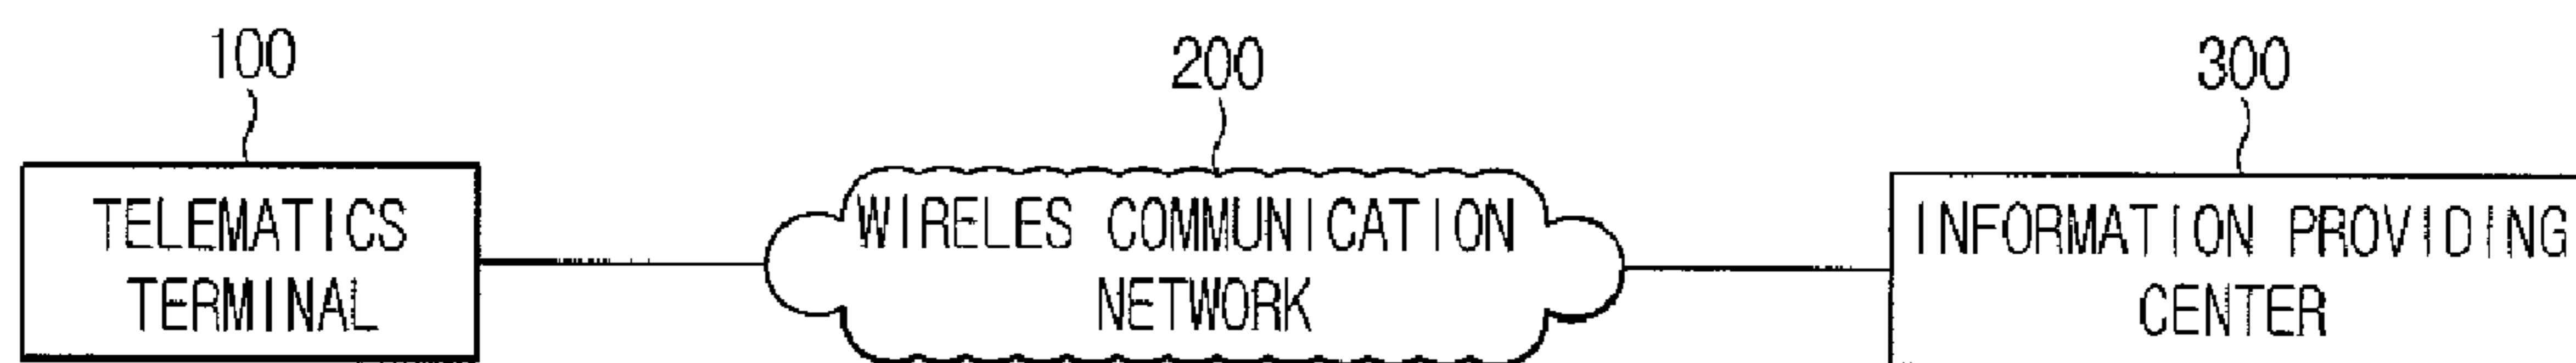 100
200
300
TELEMATICS
TERMINAL
WIRELES COMMUNICATION
NETWORK
INFORMATION PROVIDING
CENTER